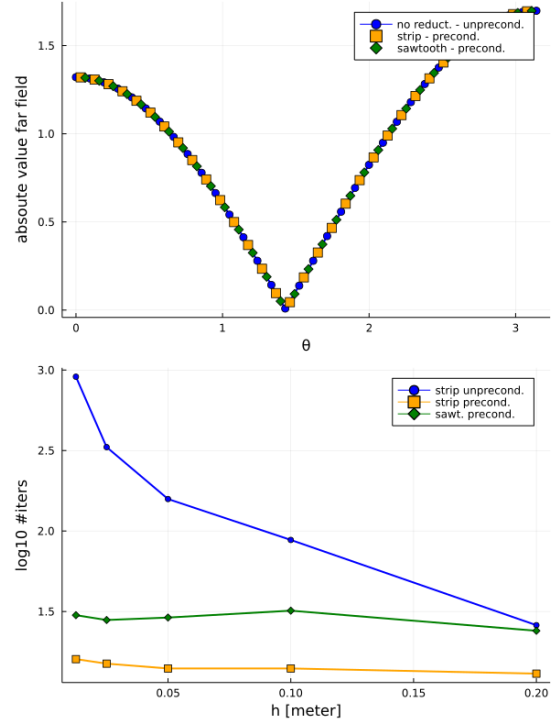 1.5
1.0
0.5
0.0
absoute value far field
no reduct. - unprecond.
strip - precond.
sawtooth - precond.
0
1
2
3
θ
3.0
2.5
2.0
1.5
log10 #iters
strip unprecond.
strip precond.
sawt. precond.
0.05
0.10
0.15
0.20
h [meter]